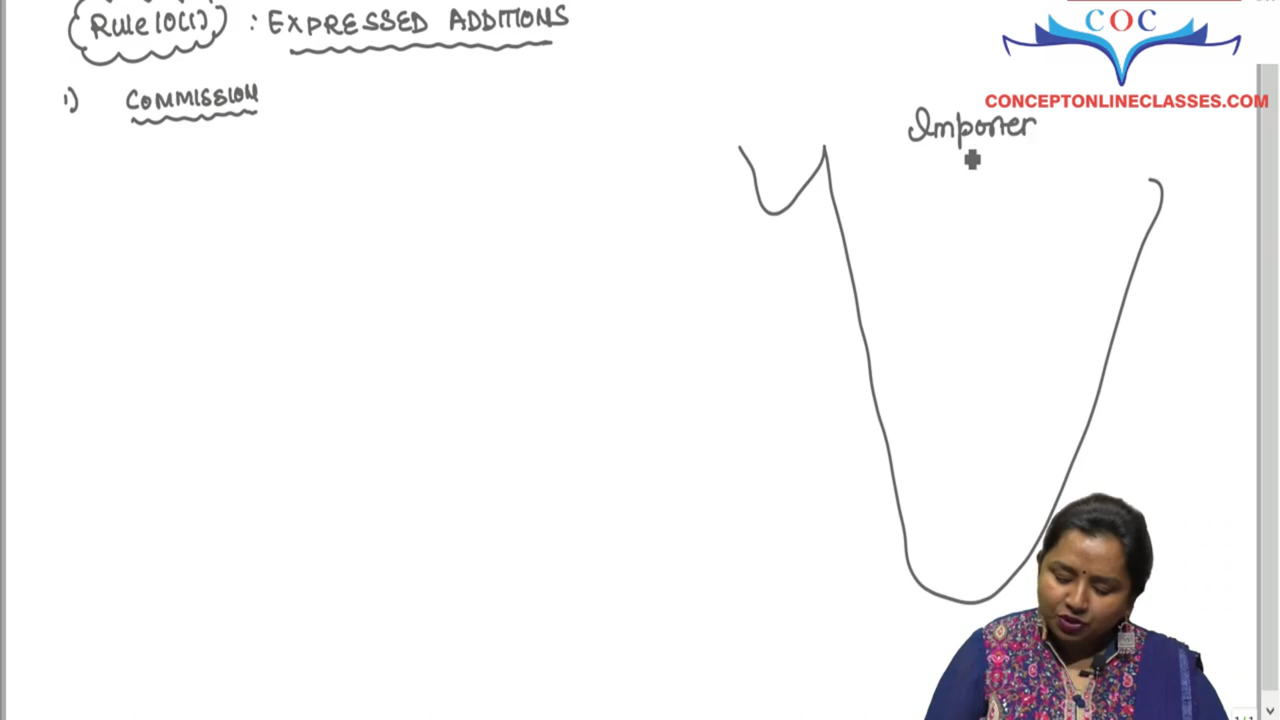 Rule 10(1) : EXPRESSED ADDITIONS
1) COMMISSION
COC
CONCEPTONLINECLASSES.COM
Importer